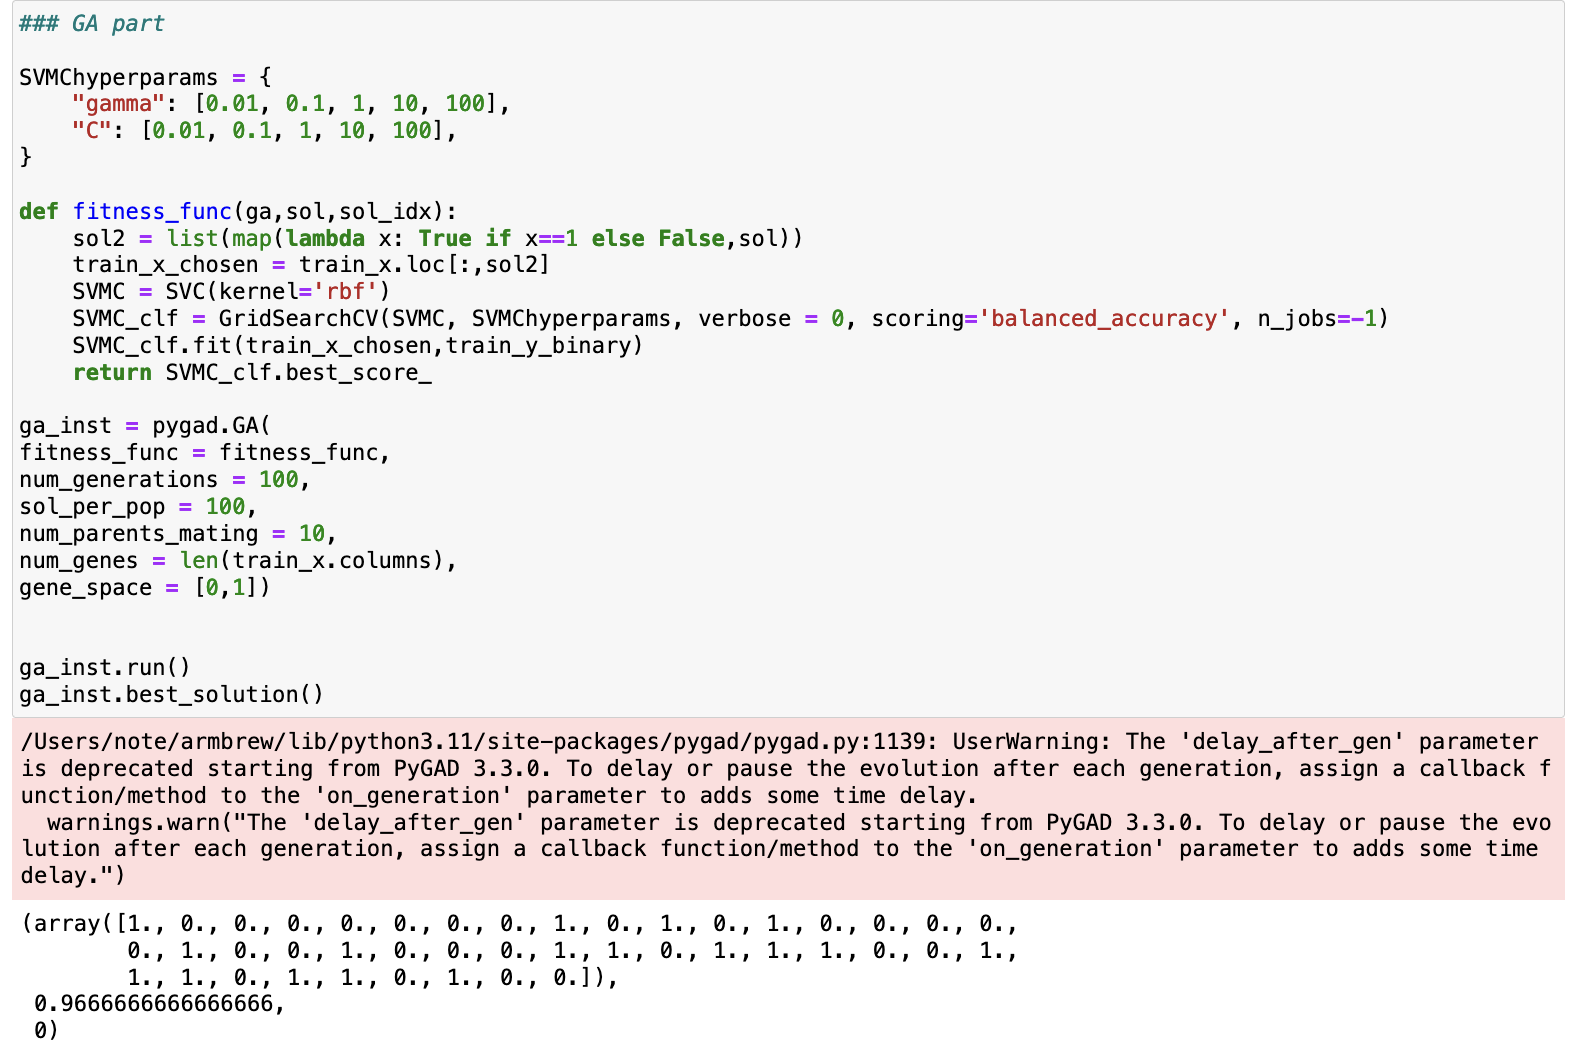 ### GA part
SVMChyperparams = {
    "gamma": [0.01, 0.1, 1, 10, 100],
    "C": [0.01, 0.1, 1, 10, 100],
}
def fitness_func(ga,sol,sol_idx):
    sol2 = list(map(lambda x: True if x==1 else False,sol))
    train_x_chosen = train_x.loc[:,sol2]
    SVMC = SVC(kernel='rbf')
    SVMC_clf = GridSearchCV(SVMC, SVMChyperparams, verbose = 0, scoring='balanced_accuracy', n_jobs=-1)
    SVMC_clf.fit(train_x_chosen,train_y_binary)
    return SVMC_clf.best_score_
ga_inst = pygad.GA(
fitness_func = fitness_func,
num_generations = 100,
sol_per_pop = 100,
num_parents_mating = 10,
num_genes = len(train_x.columns),
gene_space = [0,1])
ga_inst.run()
ga_inst.best_solution()
/Users/note/armbrew/lib/python3.11/site-packages/pygad/pygad.py:1139: UserWarning: The 'delay_after_gen' parameter
is deprecated starting from PyGAD 3.3.0. To delay or pause the evolution after each generation, assign a callback f
unction/method to the 'on_generation' parameter to adds some time delay.
  warnings.warn("The 'delay_after_gen' parameter is deprecated starting from PyGAD 3.3.0. To delay or pause the evo
lution after each generation, assign a callback function/method to the 'on_generation' parameter to adds some time
delay.")
(array([1., 0., 0., 0., 0., 0., 0., 0., 1., 0., 1., 0., 1., 0., 0., 0., 0.,
        0., 1., 0., 0., 1., 0., 0., 0., 1., 1., 0., 1., 1., 1., 0., 0., 1.,
        1., 1., 0., 1., 1., 0., 1., 0., 0.]),
 0.9666666666666666,
 0)